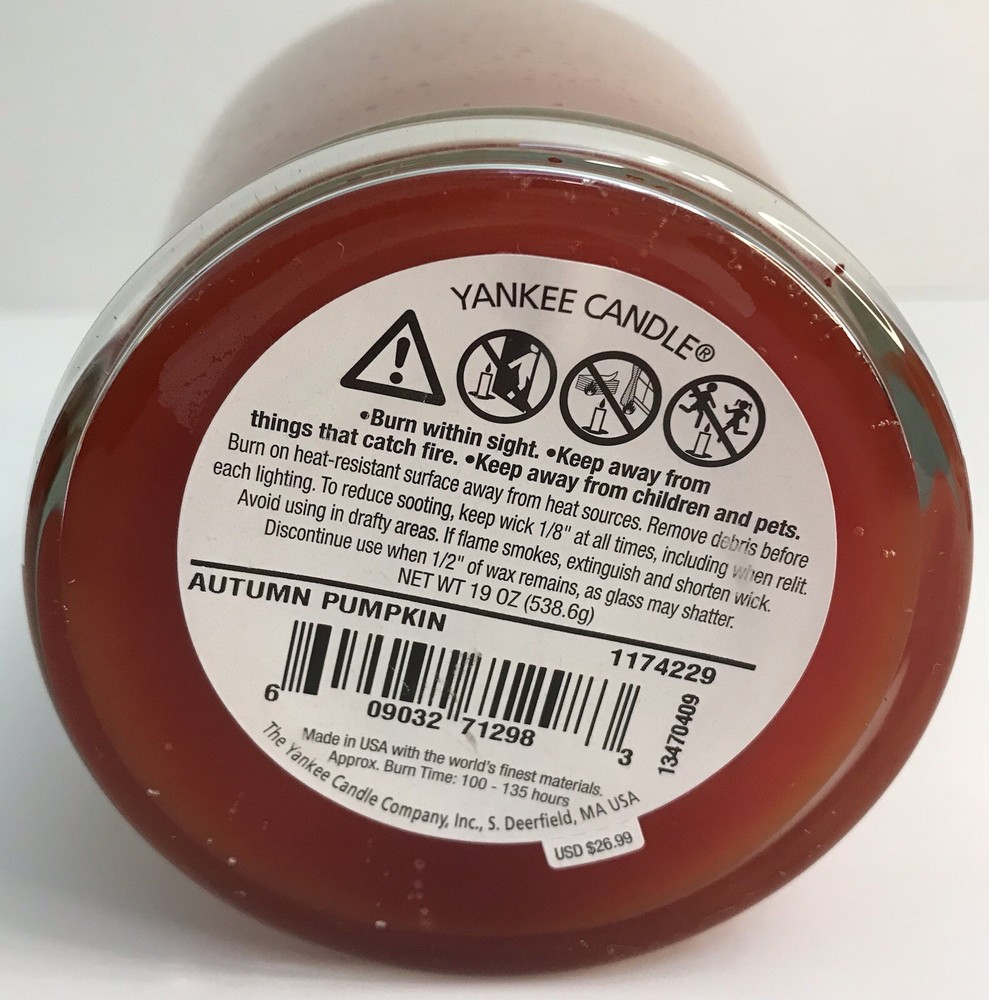 YANKEE CANDLE®
•Burn within sight. •Keep away from
things that catch fire. •Keep away from children and pets.
Burn on heat-resistant surface away from heat sources. Remove debris before
each lighting. To reduce sooting, keep wick 1/8" at all times, including when relit.
Avoid using in drafty areas. If flame smokes, extinguish and shorten wick.
Discontinue use when 1/2" of wax remains, as glass may shatter.
NET WT 19 OZ (538.6g)
AUTUMN PUMPKIN
1174229
6 09032 71298 3
13470409
Made in USA with the world's finest materials.
Approx. Burn Time: 100 - 135 hours
The Yankee Candle Company, Inc., S. Deerfield, MA USA
USD $26.99